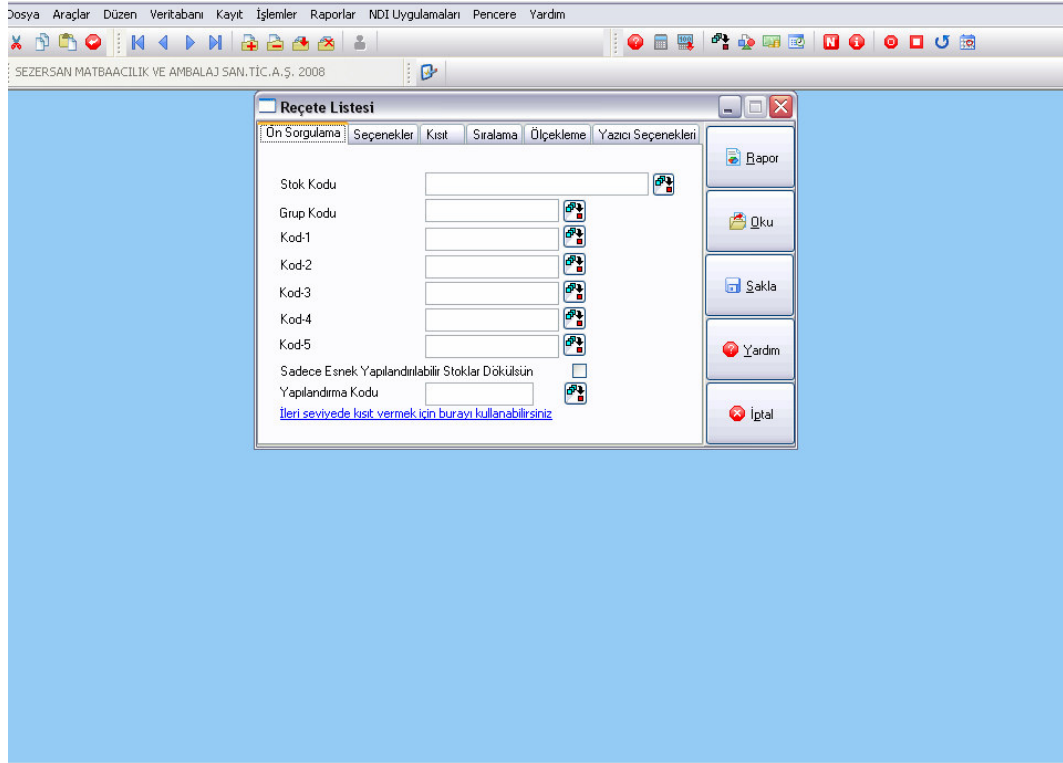 Dosya Araçlar Düzen Veritabanı Kayıt İşlemler Raporlar NDI Uygulamaları Pencere Yardım
SEZERSAN MATBAACILIK VE AMBALAJ SAN.TİC.A.Ş. 2008
Reçete Listesi
Ön Sorgulama Seçenekler Kısıt Sıralama Ölçekleme Yazıcı Seçenekleri
Rapor
Stok Kodu
Grup Kodu
Oku
Kod-1
Kod-2
Kod-3
Sakla
Kod-4
Kod-5
Yardım
Sadece Esnek Yapılandırılabilir Stoklar Dökülsün
Yapılandırma Kodu
İleri seviyede kısıt vermek için burayı kullanabilirsiniz
İptal